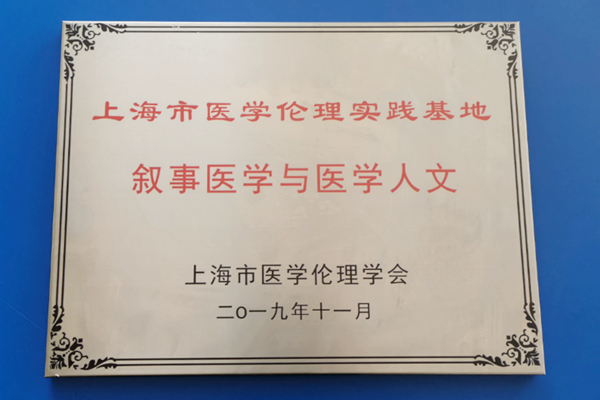 上海市医学伦理实践基地
叙事医学与医学人文
上海市医学伦理学会
二〇一九年十一月